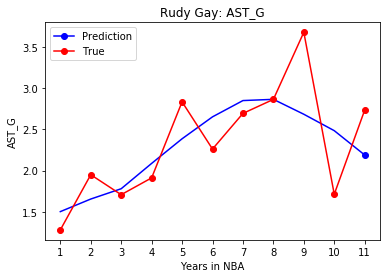 Rudy Gay: AST_G
Prediction
True
3.5
3.0
2.5
2.0
1.5
AST_G
1 2 3 4 5 6 7 8 9 10 11
Years in NBA